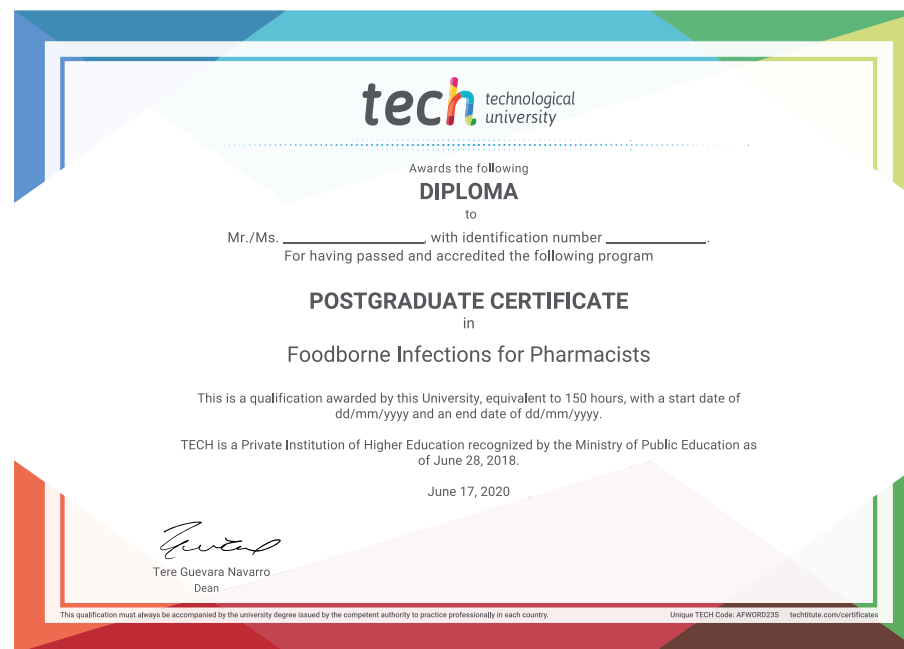 tech technological
university
Awards the following
DIPLOMA
to
Mr./Ms. ____________________, with identification number ______________.
For having passed and accredited the following program
POSTGRADUATE CERTIFICATE
in
Foodborne Infections for Pharmacists
This is a qualification awarded by this University, equivalent to 150 hours, with a start date of
dd/mm/yyyy and an end date of dd/mm/yyyy.
TECH is a Private Institution of Higher Education recognized by the Ministry of Public Education as
of June 28, 2018.
June 17, 2020
Tere Guevara Navarro
Dean
This qualification must always be accompanied by the university degree issued by the competent authority to practice professionally in each country. Unique TECH Code: AFWORD23S techtitute.com/certificates